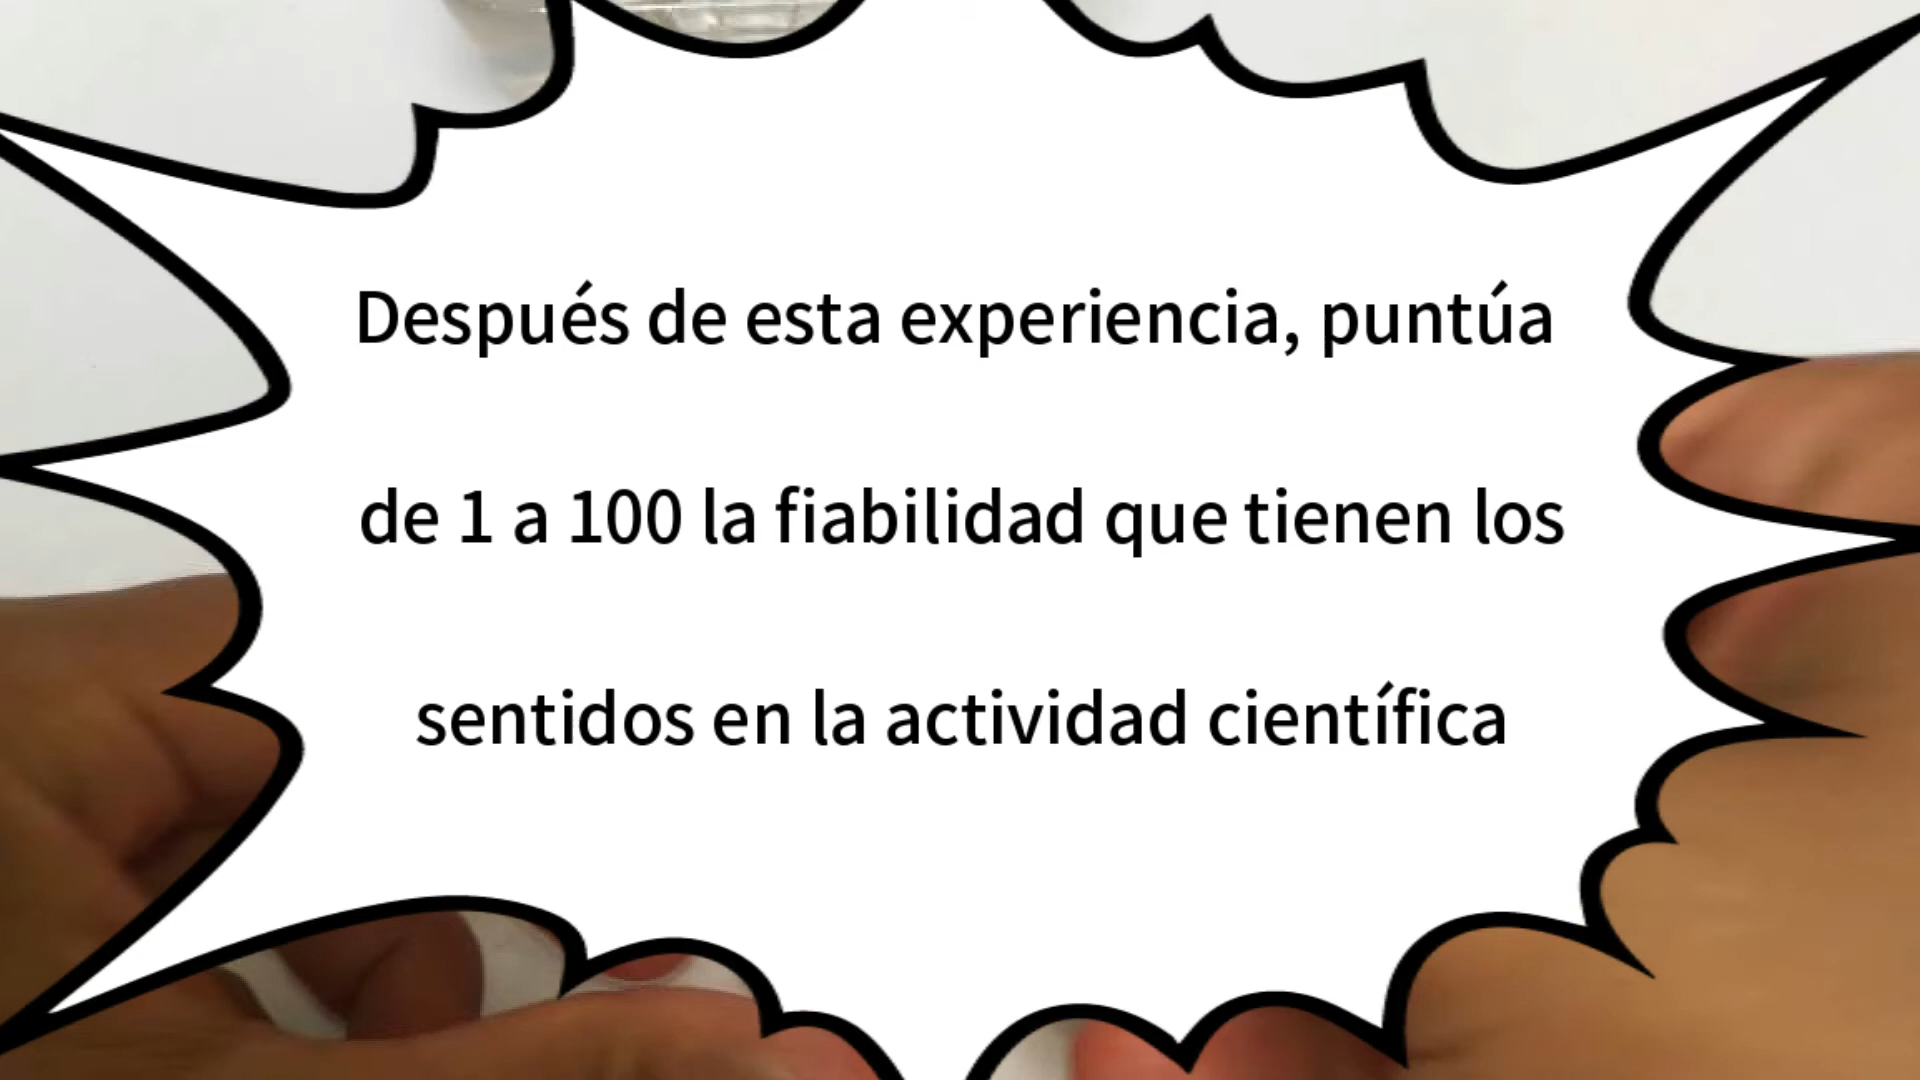 Después de esta experiencia, puntúa
de 1 a 100 la fiabilidad que tienen los
sentidos en la actividad científica